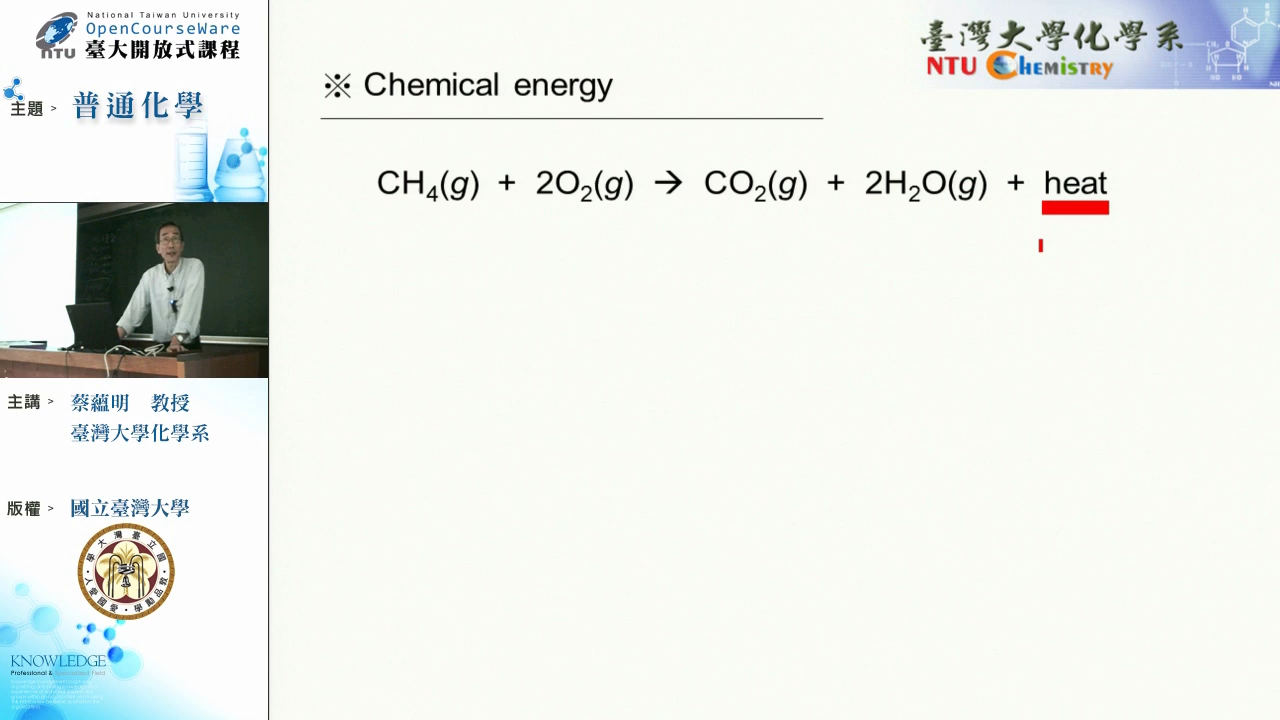 National Taiwan University
OpenCourseWare
NTU 臺大開放式課程
主題 > 普通化學
主講 > 蔡蘊明 教授
臺灣大學化學系
版權 > 國立臺灣大學
KNOWLEDGE
Professional & Specialized Field
臺灣大學化學系
NTU Chemistry
※ Chemical energy
CH₄(g) + 2O₂(g) → CO₂(g) + 2H₂O(g) + heat